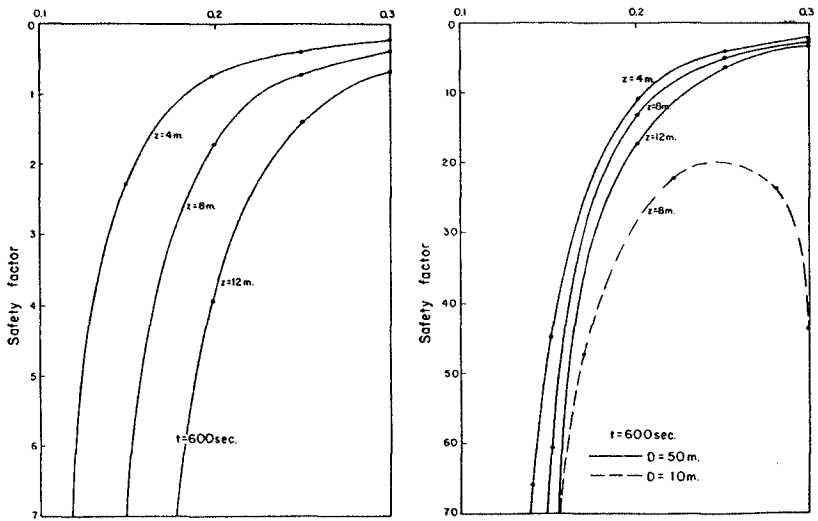 0.1 0.2 0.3
0
1
2
3
4
5
6
7
Safety factor
z=4m.
z=8m.
z=12m.
t=600sec.
0.1 0.2 0.3
0
10
20
30
40
50
60
70
Safety factor
z=4m.
z=8m.
z=12m.
z=8m.
t=600sec.
D=50m.
D=10m.